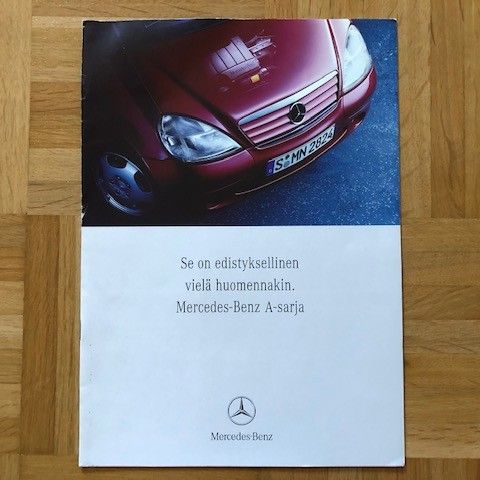 S MN 2824
Se on edistyksellinen
vielä huomennakin.
Mercedes-Benz A-sarja
Mercedes-Benz